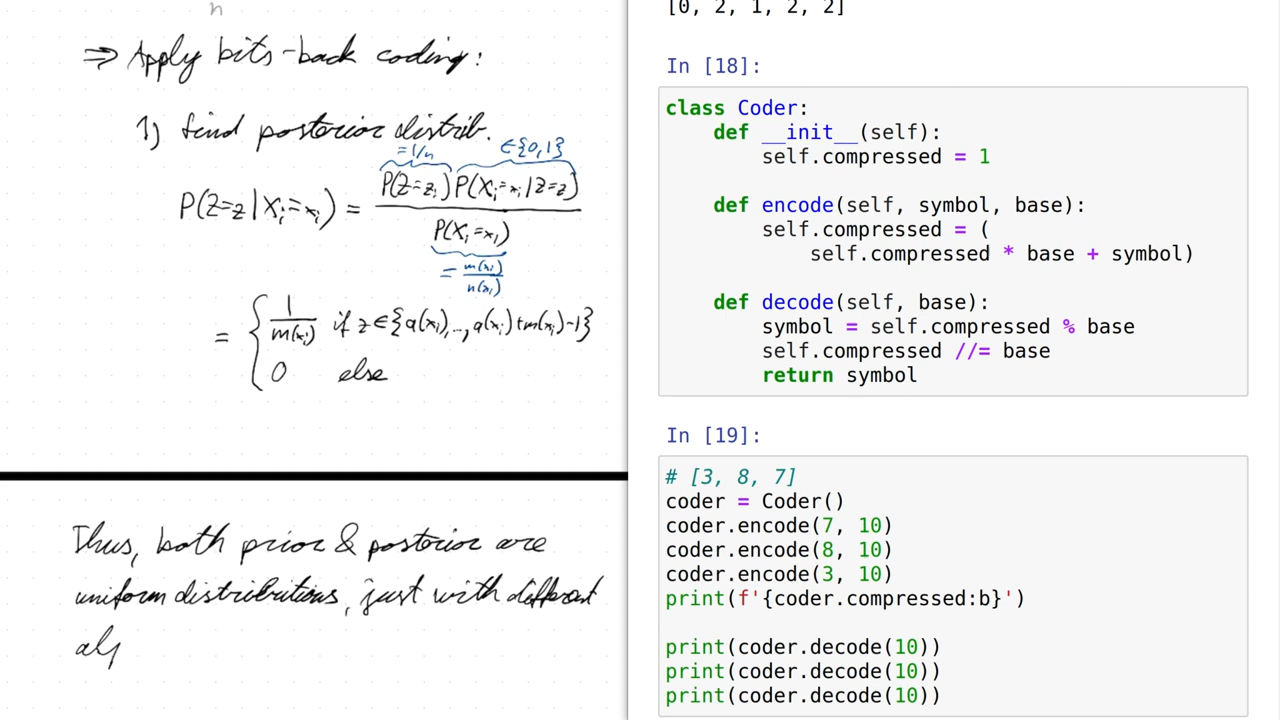 n
⇒ Apply bits-back coding:
1) find posterior distrib.
=1/n ∈{0,1}
P(Z=z|Xᵢ=xᵢ) = P(Z=zᵢ) P(Xᵢ=xᵢ|Z=z)
P(Xᵢ=xᵢ)
= m(xᵢ)
n(xᵢ)
= { 1/m(xᵢ) if z∈{a(xᵢ),..,a(xᵢ)+m(xᵢ)-1}
0 else
Thus, both prior & posterior are
uniform distributions, just with different
alp
[0, 2, 1, 2, 2]
In [18]:
class Coder:
    def __init__(self):
        self.compressed = 1
    def encode(self, symbol, base):
        self.compressed = (
            self.compressed * base + symbol)
    def decode(self, base):
        symbol = self.compressed % base
        self.compressed //= base
        return symbol
In [19]:
# [3, 8, 7]
coder = Coder()
coder.encode(7, 10)
coder.encode(8, 10)
coder.encode(3, 10)
print(f'{coder.compressed:b}')
print(coder.decode(10))
print(coder.decode(10))
print(coder.decode(10))